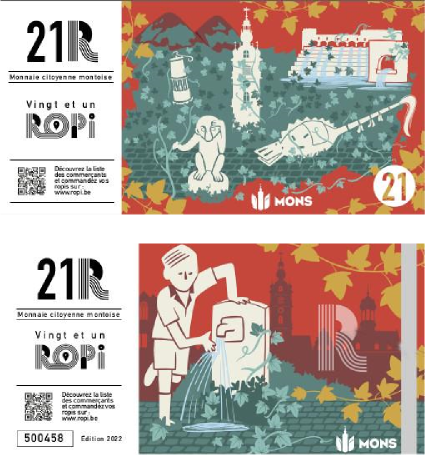 21R
Monnaie citoyenne montoise
Vingt et un
ROPi
Découvrez la liste
des commerçants
et commandez vos
ropis sur :
www.ropi.be
MONS
21
21R
Monnaie citoyenne montoise
Vingt et un
ROPi
Découvrez la liste
des commerçants
et commandez vos
ropis sur :
www.ropi.be
500458 Edition 2022
R
MONS